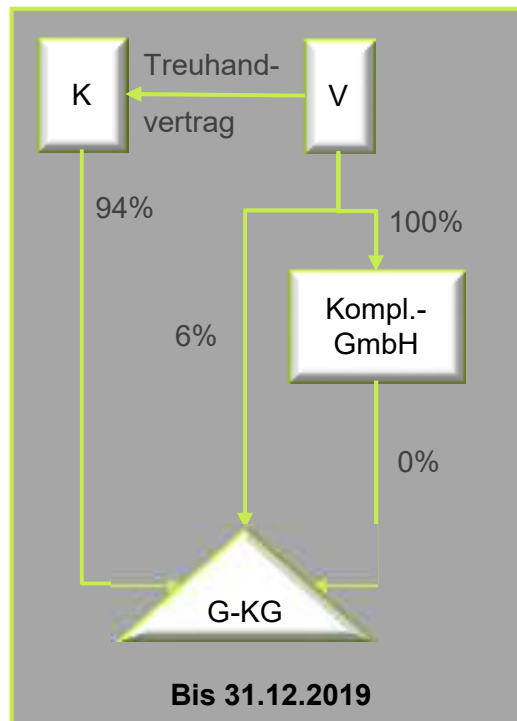 K
Treuhand-
vertrag
V
94%
100%
Kompl.-
GmbH
6%
0%
G-KG
Bis 31.12.2019